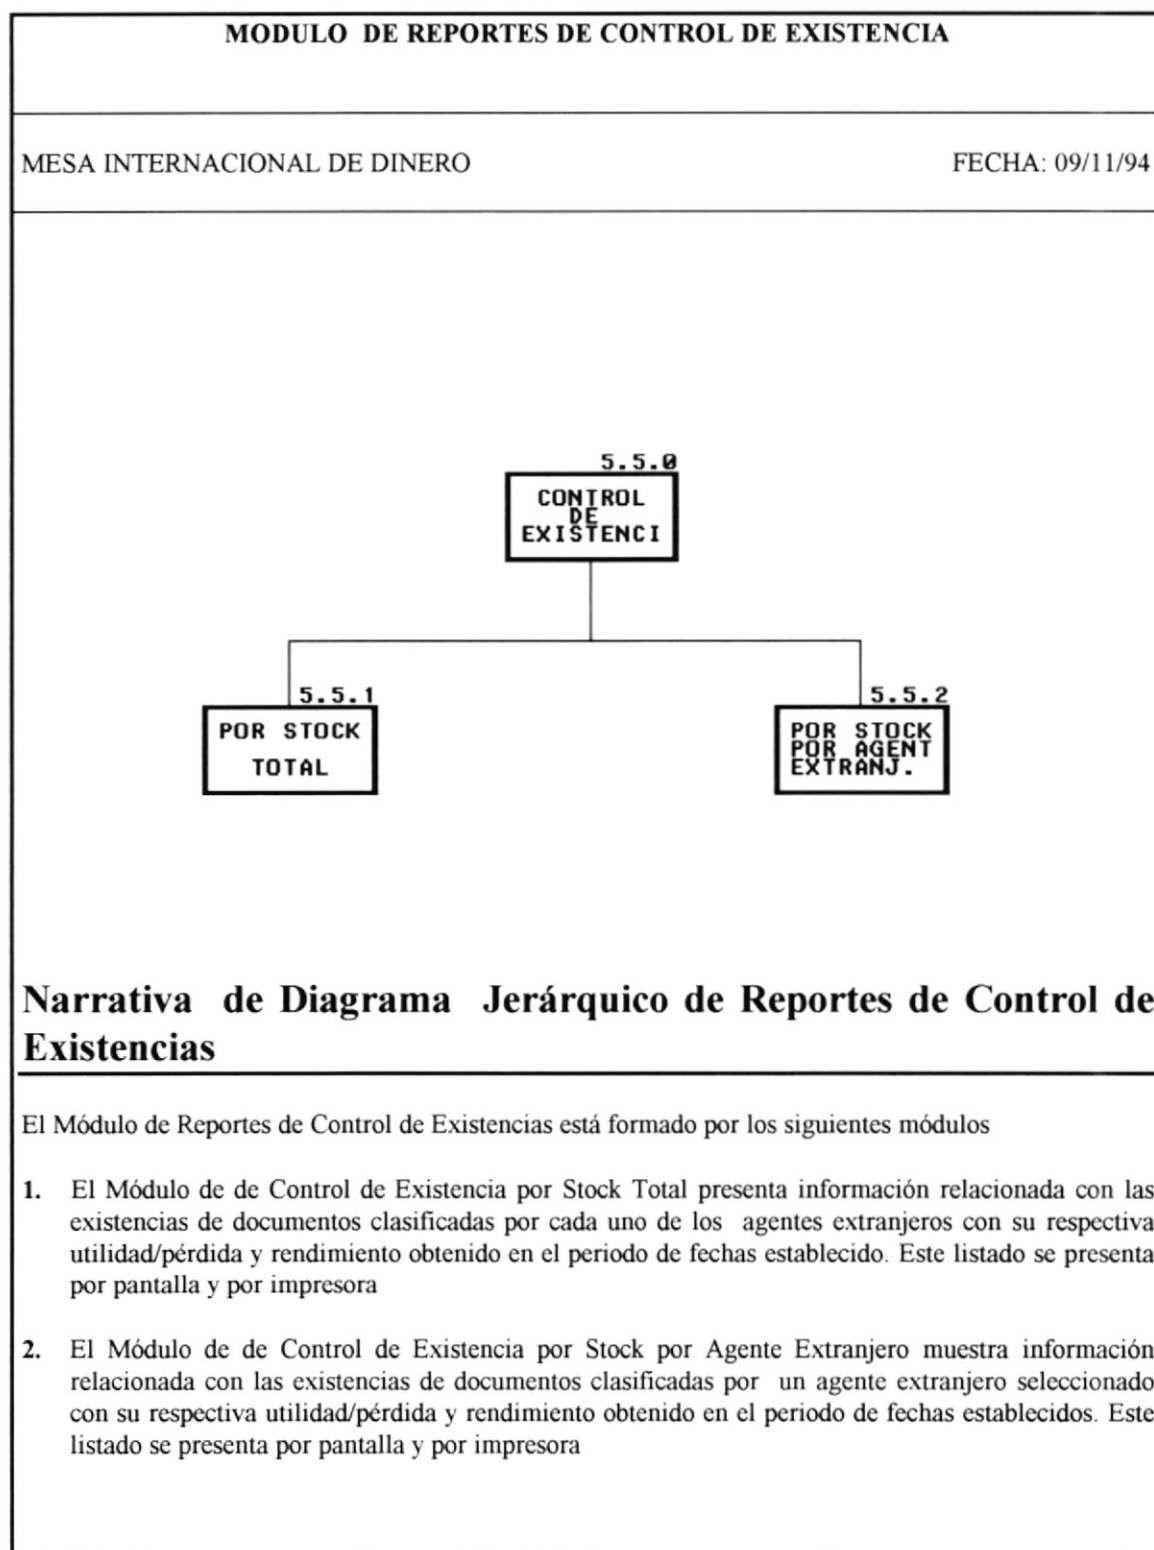 MODULO DE REPORTES DE CONTROL DE EXISTENCIA
MESA INTERNACIONAL DE DINERO FECHA: 09/11/94
5.5.0
CONTROL
DE
EXISTENCI
5.5.1
POR STOCK
TOTAL
5.5.2
POR STOCK
POR AGENT
EXTRANJ.
Narrativa de Diagrama Jerárquico de Reportes de Control de
Existencias
El Módulo de Reportes de Control de Existencias está formado por los siguientes módulos
1. El Módulo de de Control de Existencia por Stock Total presenta información relacionada con las
existencias de documentos clasificadas por cada uno de los agentes extranjeros con su respectiva
utilidad/pérdida y rendimiento obtenido en el periodo de fechas establecido. Este listado se presenta
por pantalla y por impresora
2. El Módulo de de Control de Existencia por Stock por Agente Extranjero muestra información
relacionada con las existencias de documentos clasificadas por un agente extranjero seleccionado
con su respectiva utilidad/pérdida y rendimiento obtenido en el periodo de fechas establecidos. Este
listado se presenta por pantalla y por impresora